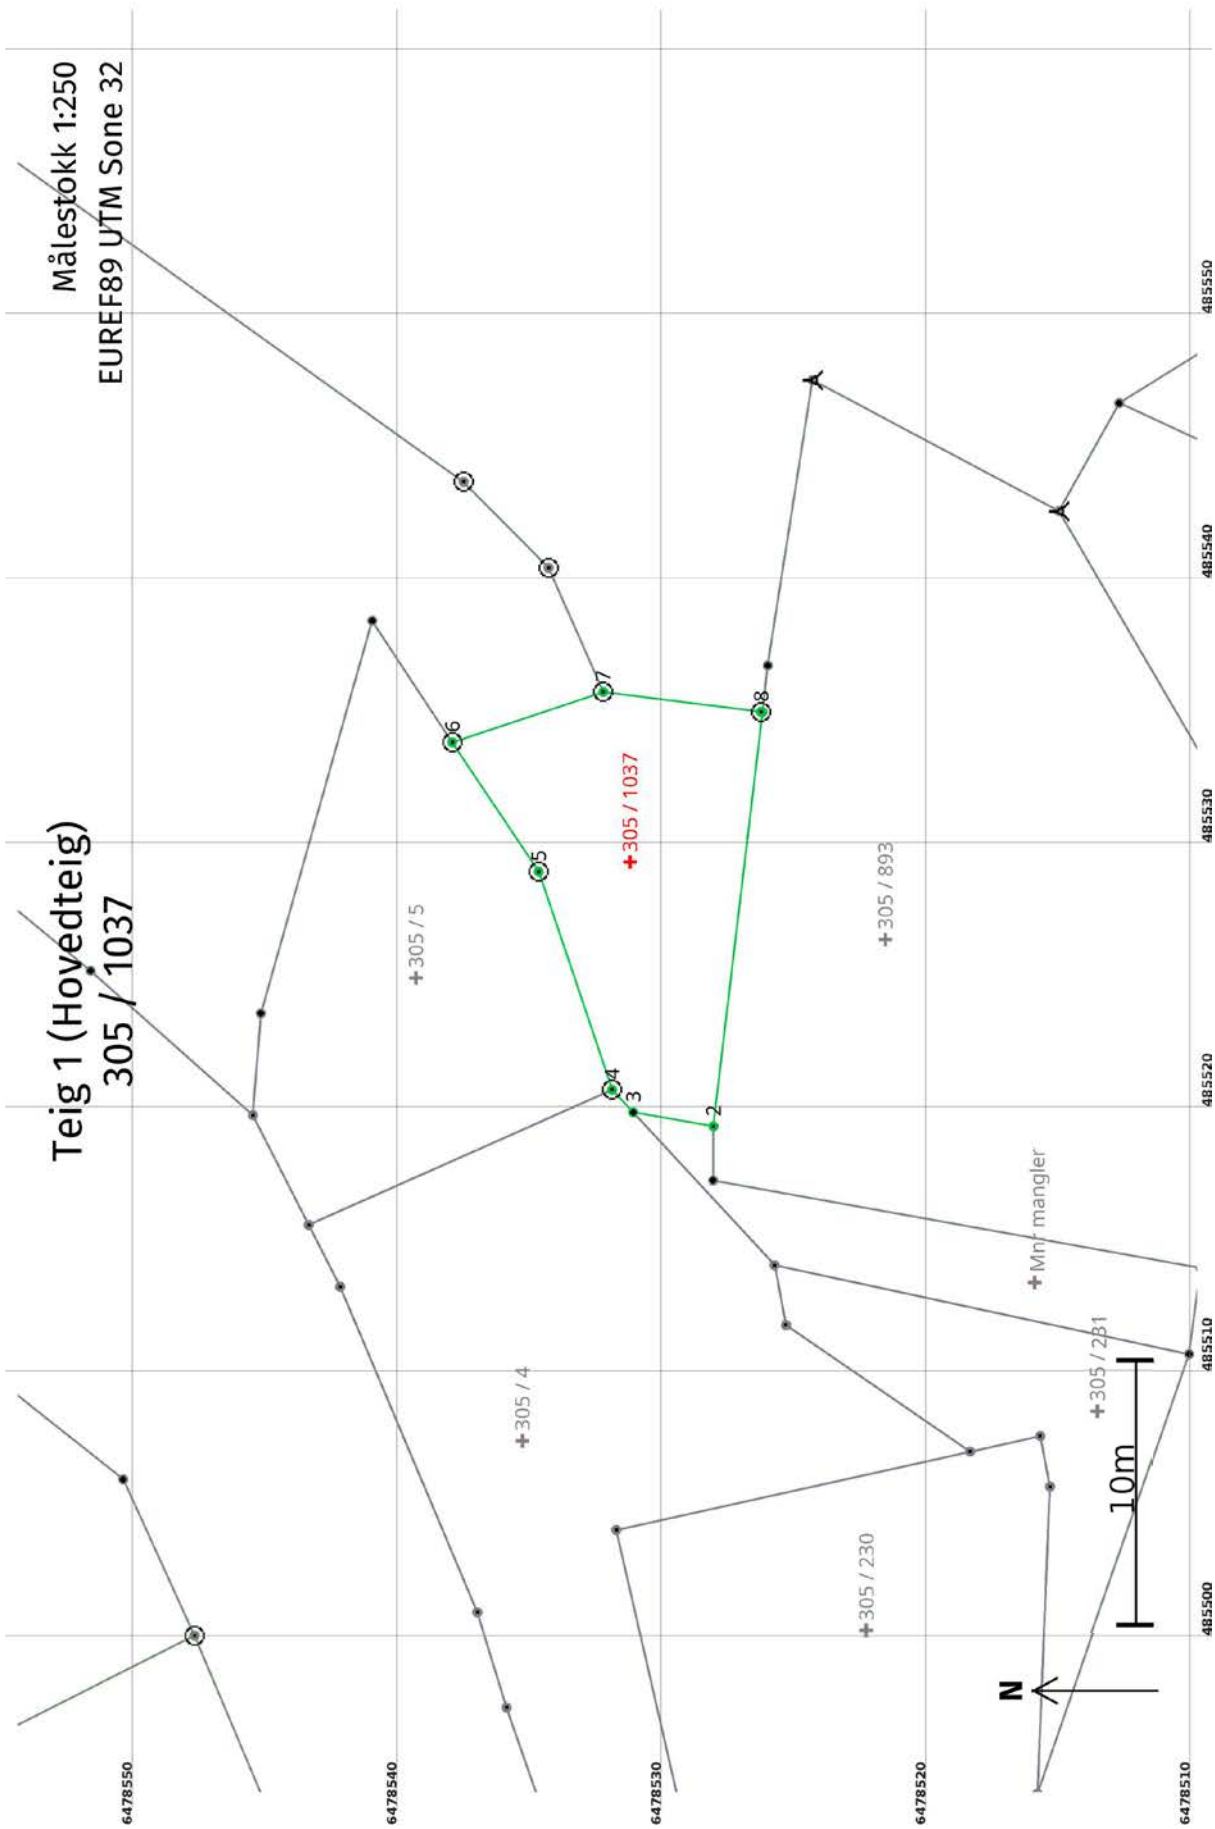 Teig 1 (Hovedteig)
305 / 1037
Målestokk 1:250
EUREF89 UTM Sone 32
6478550
6478540
6478530
6478520
6478510
485500
485510
485520
485530
485540
485550
+305 / 5
+305 / 4
+305 / 1037
+305 / 893
+305 / 230
+305 / 231
+Mnr mangler
2
3
4
5
6
7
8
N
10m